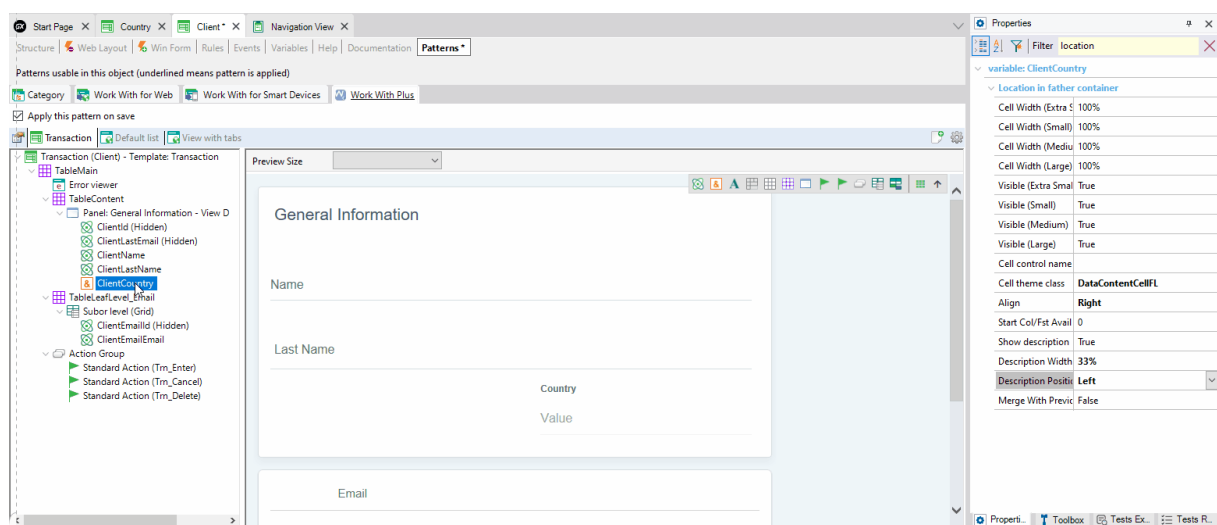 Start Page
Country
Client *
Navigation View
Structure Web Layout Win Form Rules Events Variables Help Documentation Patterns *
Patterns usable in this object (underlined means pattern is applied)
Category Work With for Web Work With for Smart Devices Work With Plus
Apply this pattern on save
Transaction Default list View with tabs
Transaction (Client) - Template: Transaction
TableMain
Error viewer
TableContent
Panel: General Information - View D
ClientId (Hidden)
ClientLastEmail (Hidden)
ClientName
ClientLastName
ClientCountry
TableLeafLevel_Email
Subor level (Grid)
ClientEmailId (Hidden)
ClientEmailEmail
Action Group
Standard Action (Trn_Enter)
Standard Action (Trn_Cancel)
Standard Action (Trn_Delete)
Preview Size
General Information
Name
Last Name
Country
Value
Email
Properties
Filter location
variable: ClientCountry
Location in father container
Cell Width (Extra S 100%
Cell Width (Small) 100%
Cell Width (Mediu 100%
Cell Width (Large) 100%
Visible (Extra Smal True
Visible (Small) True
Visible (Medium) True
Visible (Large) True
Cell control name
Cell theme class DataContentCellFL
Align Right
Start Col/Fst Avail 0
Show description True
Description Width 33%
Description Positic Left
Merge With Previc False
Properti... Toolbox Tests Ex... Tests R...